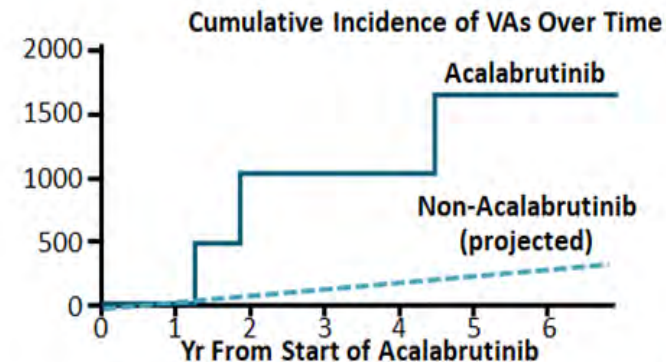 Cumulative Incidence of VAs Over Time
2000
Acalabrutinib
1500
1000
Non-Acalabrutinib
(projected)
500
0
0 1 2 3 4 5 6
Yr From Start of Acalabrutinib